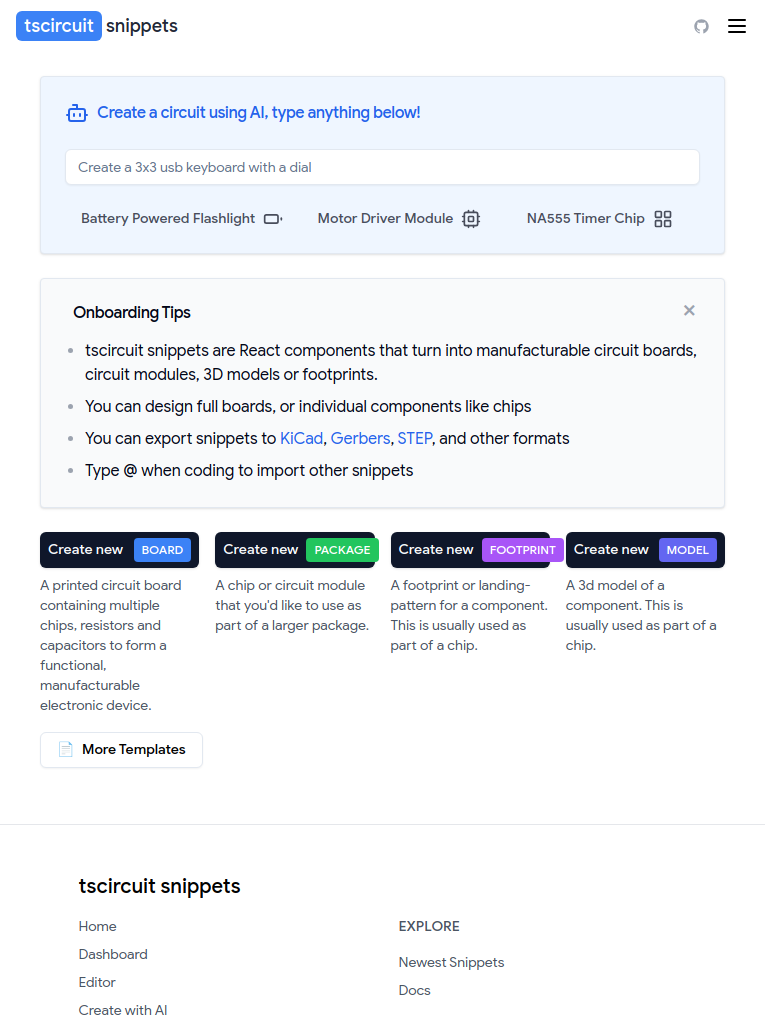 tscircuit snippets
Create a circuit using AI, type anything below!
Create a 3x3 usb keyboard with a dial
Battery Powered Flashlight Motor Driver Module NA555 Timer Chip
Onboarding Tips
tscircuit snippets are React components that turn into manufacturable circuit boards,
circuit modules, 3D models or footprints.
You can design full boards, or individual components like chips
You can export snippets to KiCad, Gerbers, STEP, and other formats
Type @ when coding to import other snippets
Create new BOARD
A printed circuit board
containing multiple
chips, resistors and
capacitors to form a
functional,
manufacturable
electronic device.
Create new PACKAGE
A chip or circuit module
that you'd like to use as
part of a larger package.
Create new FOOTPRINT
A footprint or landing-
pattern for a component.
This is usually used as
part of a chip.
Create new MODEL
A 3d model of a
component. This is
usually used as part of a
chip.
More Templates
tscircuit snippets
Home
Dashboard
Editor
Create with AI
EXPLORE
Newest Snippets
Docs